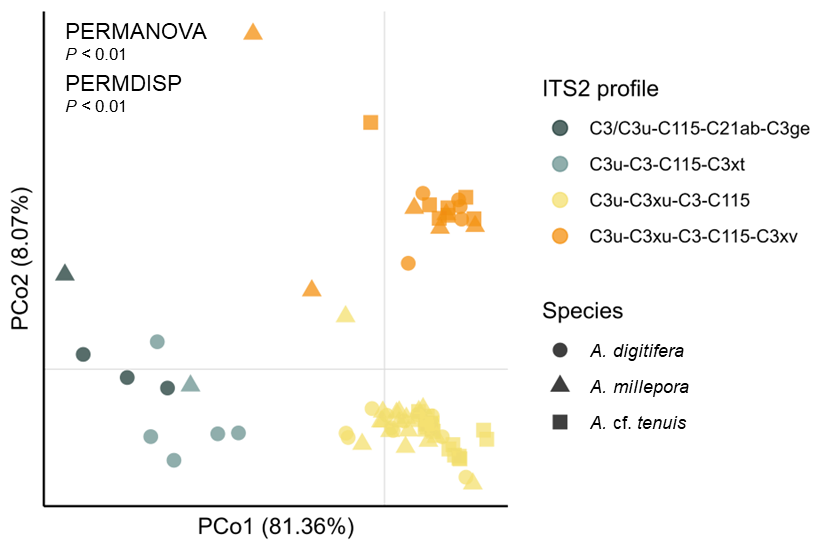 PERMANOVA
P < 0.01
PERMDISP
P < 0.01
PCo2 (8.07%)
PCo1 (81.36%)
ITS2 profile
C3/C3u-C115-C21ab-C3ge
C3u-C3-C115-C3xt
C3u-C3xu-C3-C115
C3u-C3xu-C3-C115-C3xv
Species
A. digitifera
A. millepora
A. cf. tenuis